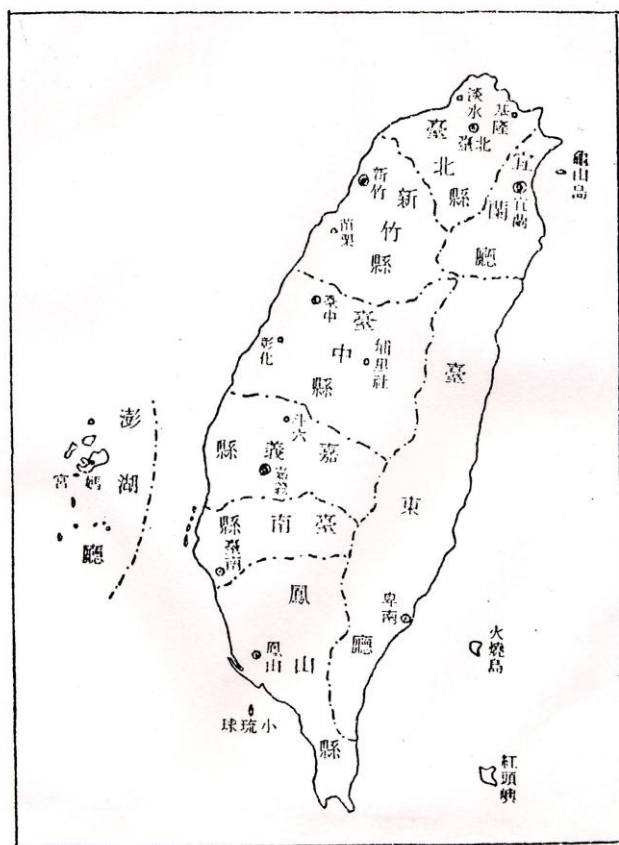 淡水
基隆
臺北
臺北縣
宜蘭
宜蘭廳
龜山島
新竹
新竹縣
苗栗
臺中
臺中縣
彰化
埔里社
臺東廳
斗六
嘉義縣
嘉義
臺南縣
臺南
澎湖廳
媽宮
鳳山縣
鳳山
卑南
火燒島
小琉球
紅頭嶼